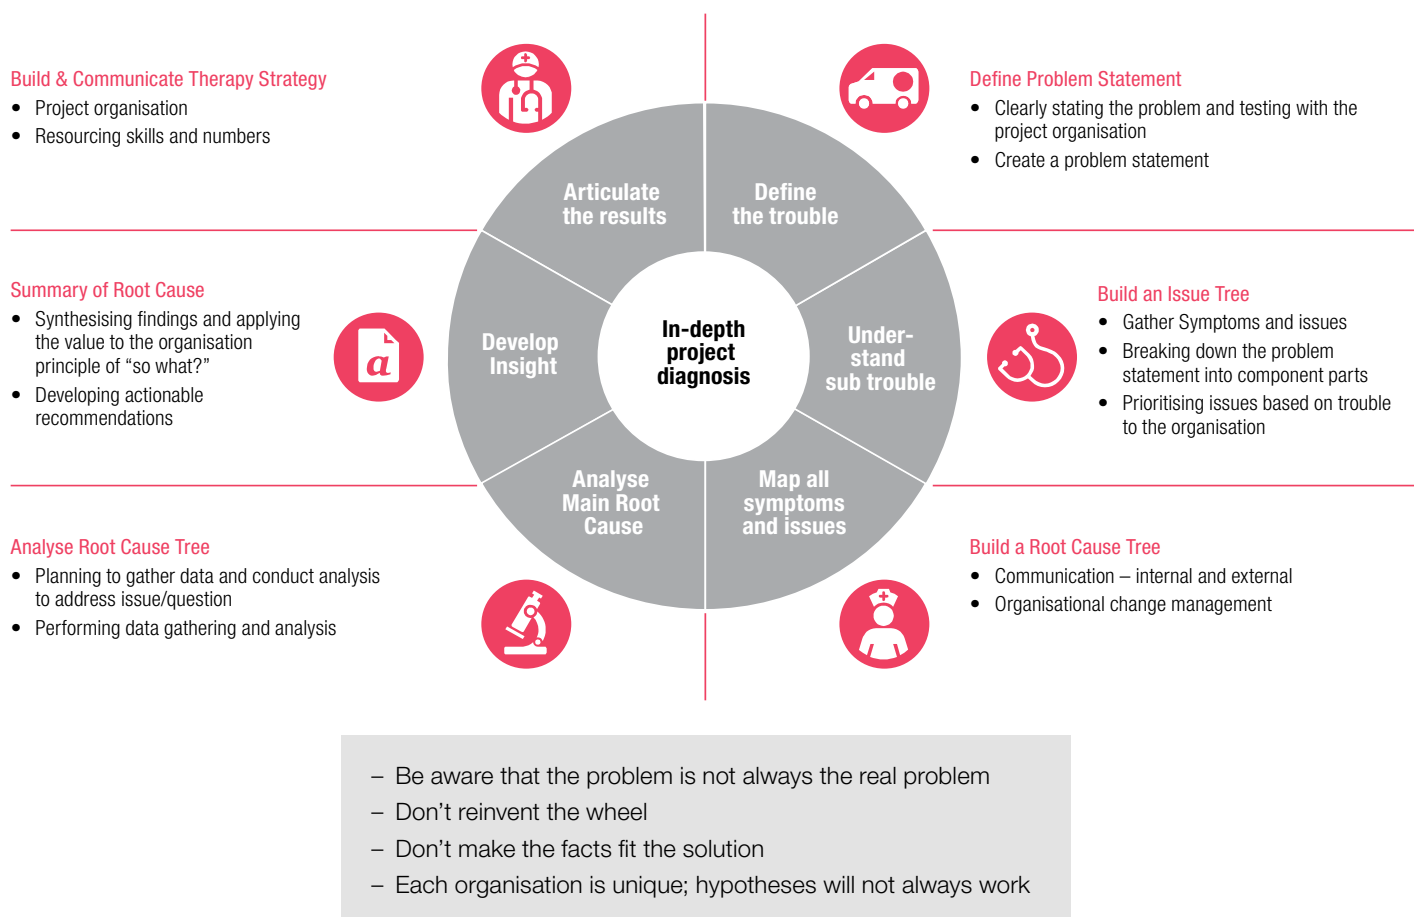 Build & Communicate Therapy Strategy
• Project organisation
• Resourcing skills and numbers
Define Problem Statement
• Clearly stating the problem and testing with the
project organisation
• Create a problem statement
Articulate
the results
Define
the trouble
Summary of Root Cause
• Synthesising findings and applying
the value to the organisation
principle of “so what?”
• Developing actionable
recommendations
a
Develop
Insight
In-depth
project
diagnosis
Under-
stand
sub trouble
Build an Issue Tree
• Gather Symptoms and issues
• Breaking down the problem
statement into component parts
• Prioritising issues based on trouble
to the organisation
Analyse
Main Root
Cause
Map all
symptoms
and issues
Analyse Root Cause Tree
• Planning to gather data and conduct analysis
to address issue/question
• Performing data gathering and analysis
Build a Root Cause Tree
• Communication – internal and external
• Organisational change management
– Be aware that the problem is not always the real problem
– Don’t reinvent the wheel
– Don’t make the facts fit the solution
– Each organisation is unique; hypotheses will not always work